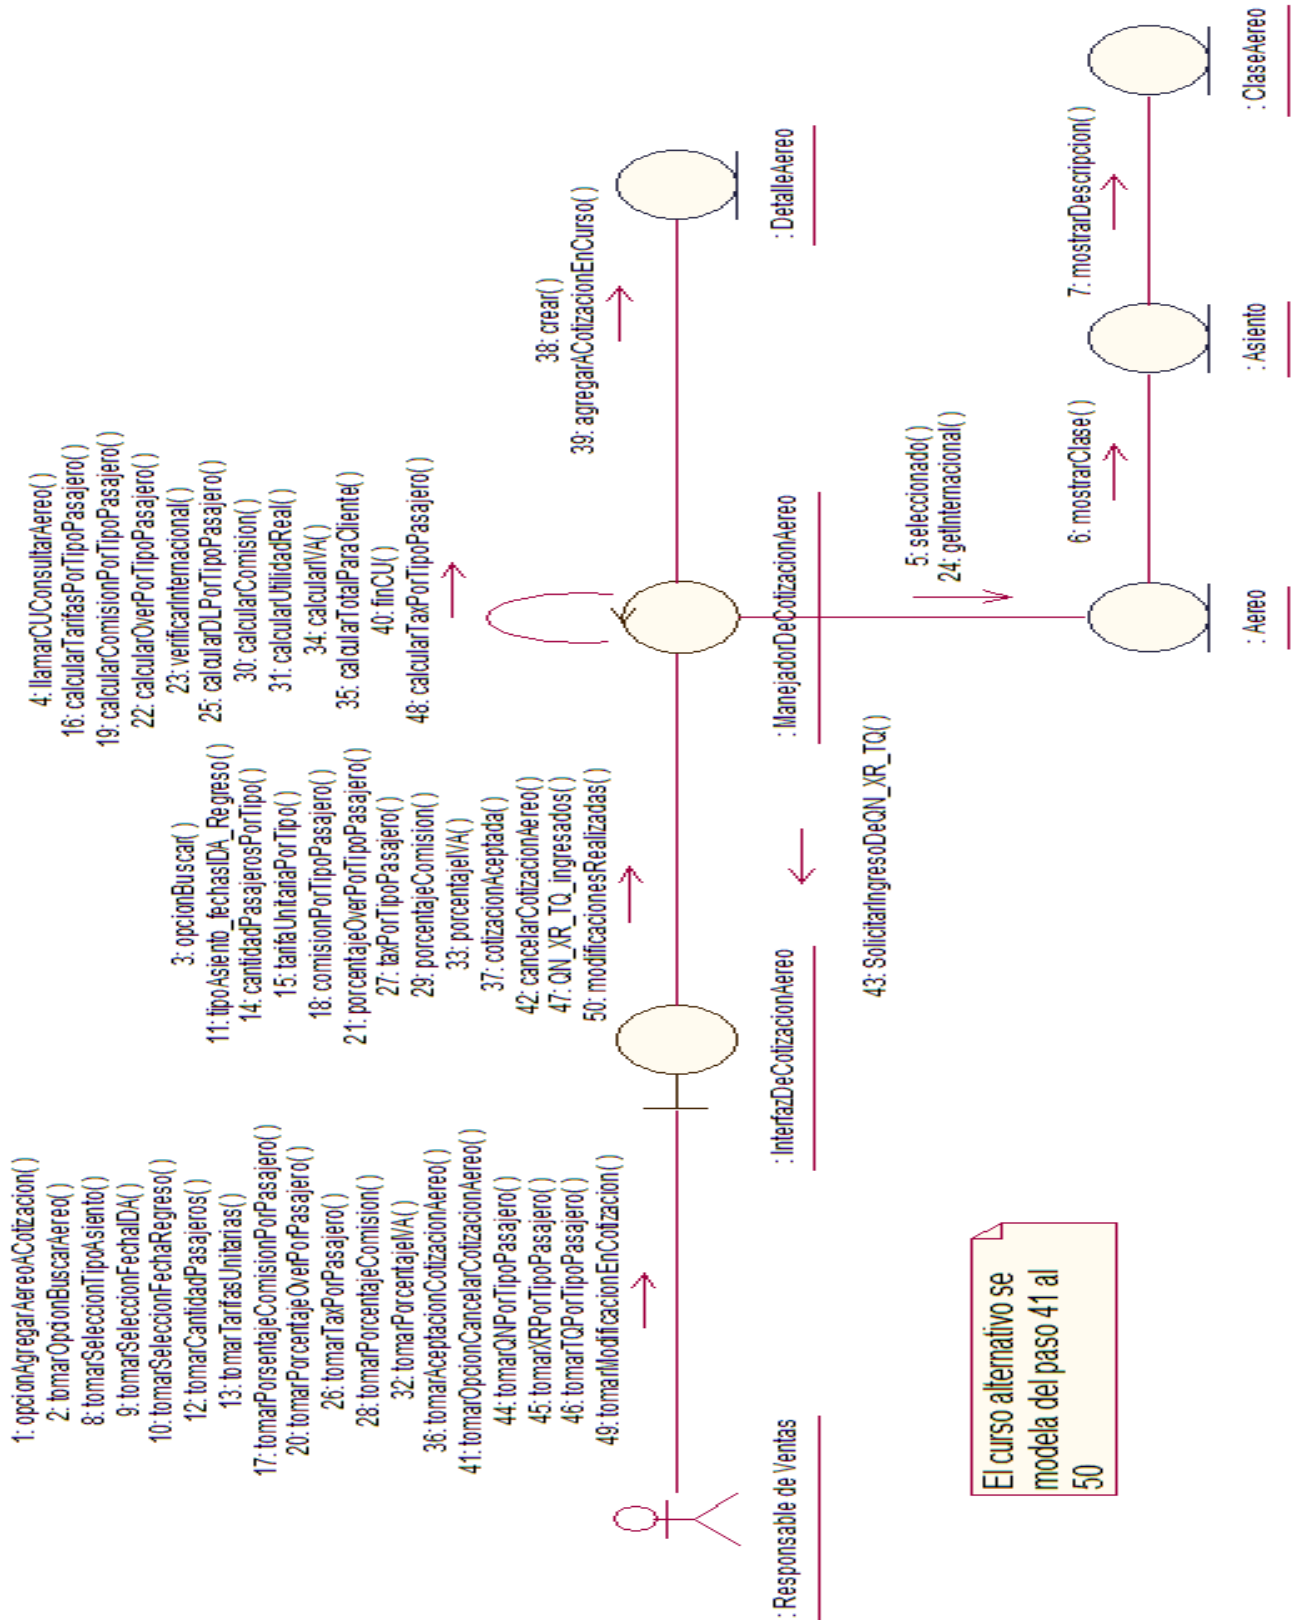 1: opcionAgregarAereoACotizacion( )
2: tomarOpcionBuscarAereo( )
8: tomarSeleccionTipoAsiento( )
9: tomarSeleccionFechaIDA( )
10: tomarSeleccionFechaRegreso( )
12: tomarCantidadPasajeros( )
13: tomarTarifasUnitarias( )
17: tomarPorsentajeComisionPorPasajero( )
20: tomarPorcentajeOverPorPasajero( )
26: tomarTaxPorPasajero( )
28: tomarPorcentajeComision( )
32: tomarPorcentajeIVA( )
36: tomarAceptacionCotizacionAereo( )
41: tomarOpcionCancelarCotizacionAereo( )
44: tomarQNPorTipoPasajero( )
45: tomarXRPorTipoPasajero( )
46: tomarTQPorTipoPasajero( )
49: tomarModificacionEnCotizacion( )
: Responsable de Ventas
3: opcionBuscar( )
11: tipoAsiento_fechasIDA_Regreso( )
14: cantidadPasajerosPorTipo( )
15: tarifaUnitariaPorTipo( )
18: comisionPorTipoPasajero( )
21: porcentajeOverPorTipoPasajero( )
27: taxPorTipoPasajero( )
29: porcentajeComision( )
33: porcentajeIVA( )
37: cotizacionAceptada( )
42: cancelarCotizacionAereo( )
47: QN_XR_TQ_ingresados( )
50: modificacionesRealizadas( )
: InterfazDeCotizacionAereo
43: SolicitarIngresoDeQN_XR_TQ( )
4: llamarCUConsultarAereo( )
16: calcularTarifasPorTipoPasajero( )
19: calcularComisionPorTipoPasajero( )
22: calcularOverPorTipoPasajero( )
23: verificarInternacional( )
25: calcularDLPorTipoPasajero( )
30: calcularComision( )
31: calcularUtilidadReal( )
34: calcularIVA( )
35: calcularTotalParaCliente( )
40: finCU( )
48: calcularTaxPorTipoPasajero( )
: ManejadorDeCotizacionAereo
38: crear( )
39: agregarACotizacionEnCurso( )
: DetalleAereo
5: seleccionado( )
24: getInternacional( )
6: mostrarClase( )
7: mostrarDescripcion( )
: Aereo
: Asiento
: ClaseAereo
El curso alternativo se
modela del paso 41 al
50